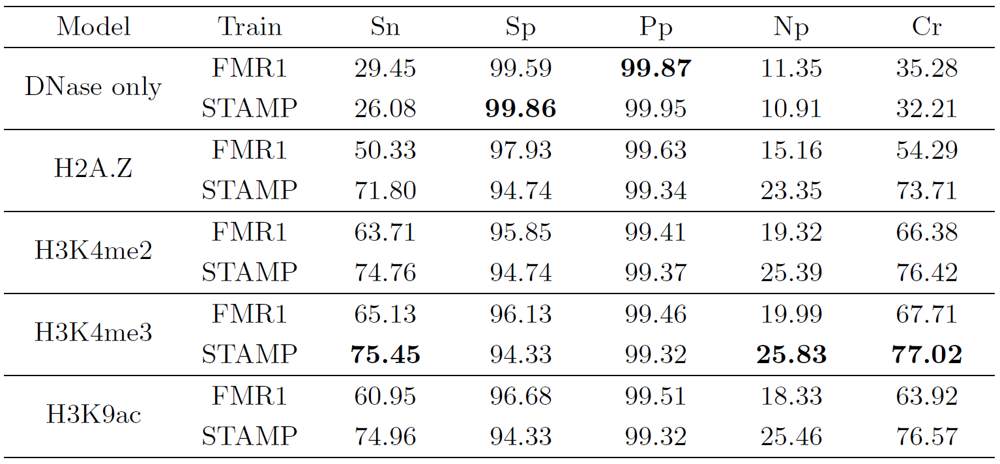 Model Train Sn Sp Pp Np Cr
DNase only FMR1 29.45 99.59 99.87 11.35 35.28
STAMP 26.08 99.86 99.95 10.91 32.21
H2A.Z FMR1 50.33 97.93 99.63 15.16 54.29
STAMP 71.80 94.74 99.34 23.35 73.71
H3K4me2 FMR1 63.71 95.85 99.41 19.32 66.38
STAMP 74.76 94.74 99.37 25.39 76.42
H3K4me3 FMR1 65.13 96.13 99.46 19.99 67.71
STAMP 75.45 94.33 99.32 25.83 77.02
H3K9ac FMR1 60.95 96.68 99.51 18.33 63.92
STAMP 74.96 94.33 99.32 25.46 76.57